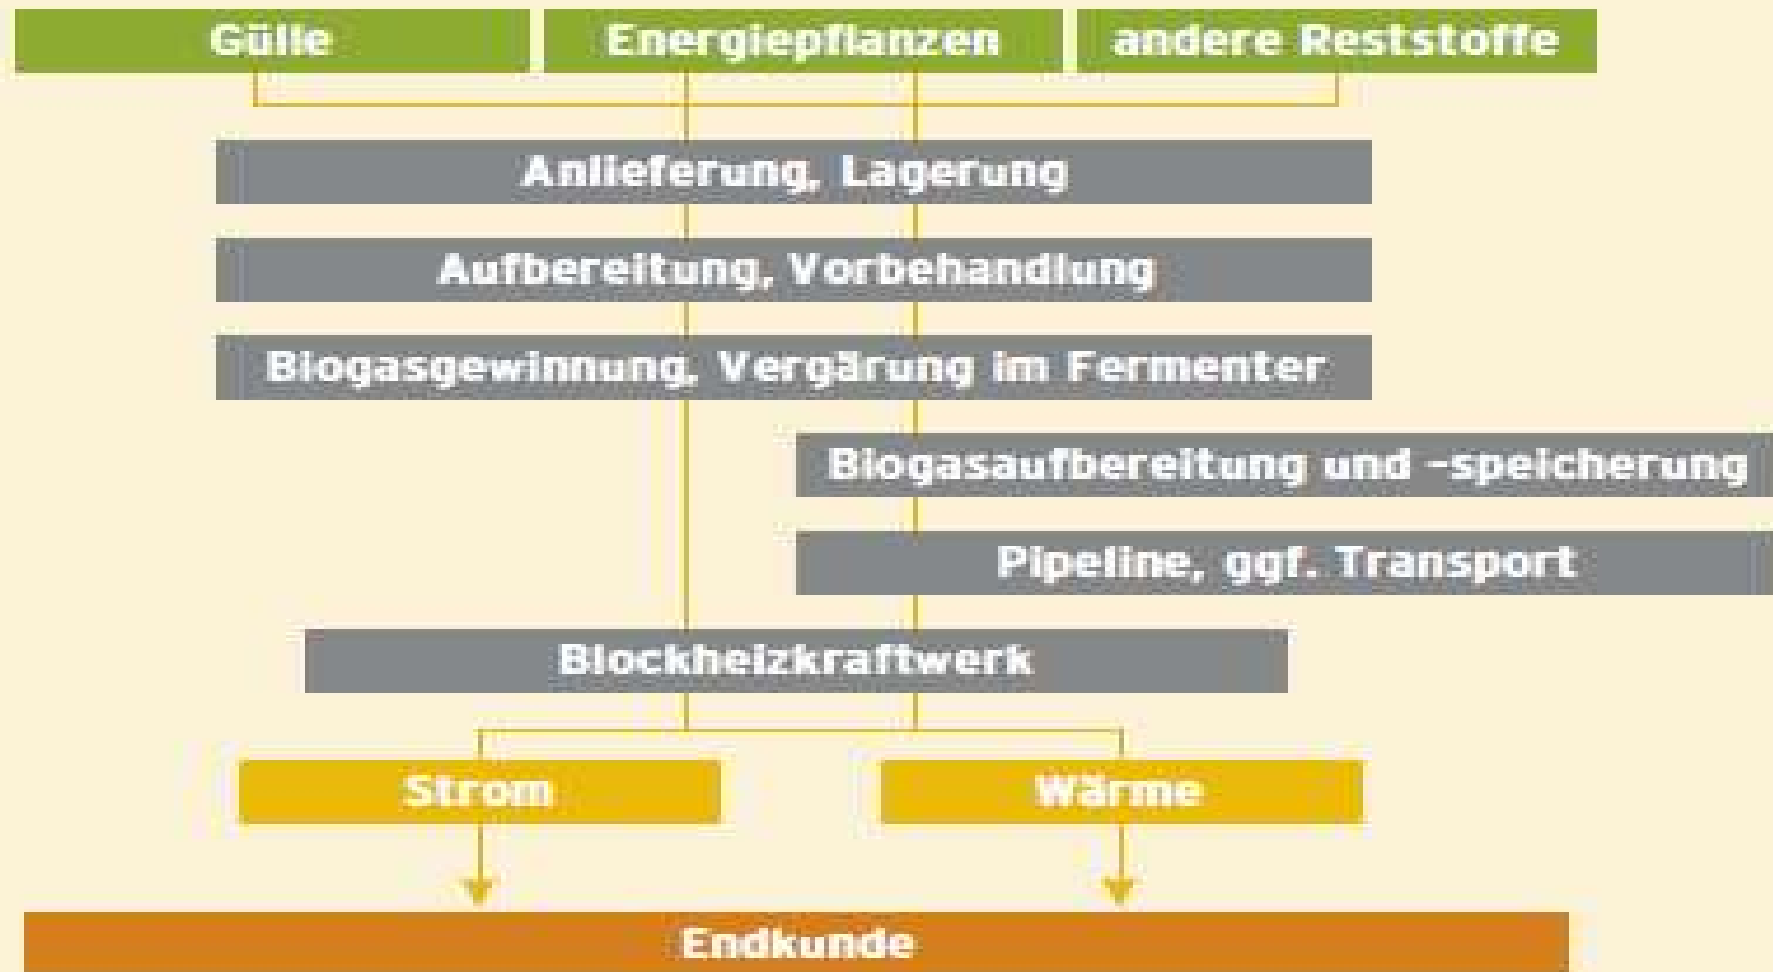 Gülle
Energiepflanzen
andere Reststoffe
Anlieferung, Lagerung
Aufbereitung, Vorbehandlung
Biogasgewinnung, Vergärung im Fermenter
Biogasaufbereitung und -speicherung
Pipeline, ggf. Transport
Blockheizkraftwerk
Strom
Wärme
Endkunde